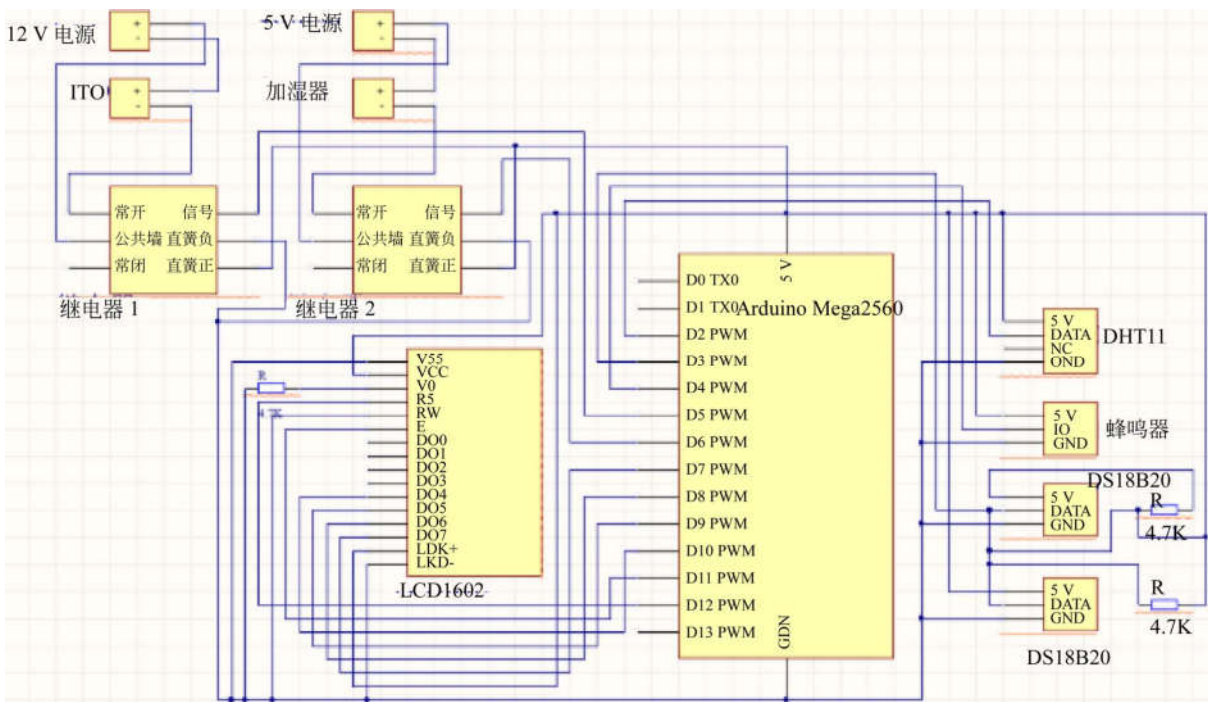 12 V 电源
+
-
5 V 电源
+
-
ITO
+
-
加湿器
+
-
常开 信号
公共墙 直簧负
常闭 直簧正
继电器 1
常开 信号
公共墙 直簧负
常闭 直簧正
继电器 2
V55
VCC
V0
R5
RW
E
DO0
DO1
DO2
DO3
DO4
DO5
DO6
DO7
LDK+
LKD-
LCD1602
R
4.7K
5 V
Arduino Mega2560
D0 TX0
D1 TX0
D2 PWM
D3 PWM
D4 PWM
D5 PWM
D6 PWM
D7 PWM
D8 PWM
D9 PWM
D10 PWM
D11 PWM
D12 PWM
D13 PWM
GDN
5 V
DATA
NC
OND
DHT11
5 V
IO
GND
蜂鸣器
DS18B20
5 V
DATA
GND
R
4.7K
5 V
DATA
GND
R
4.7K
DS18B20